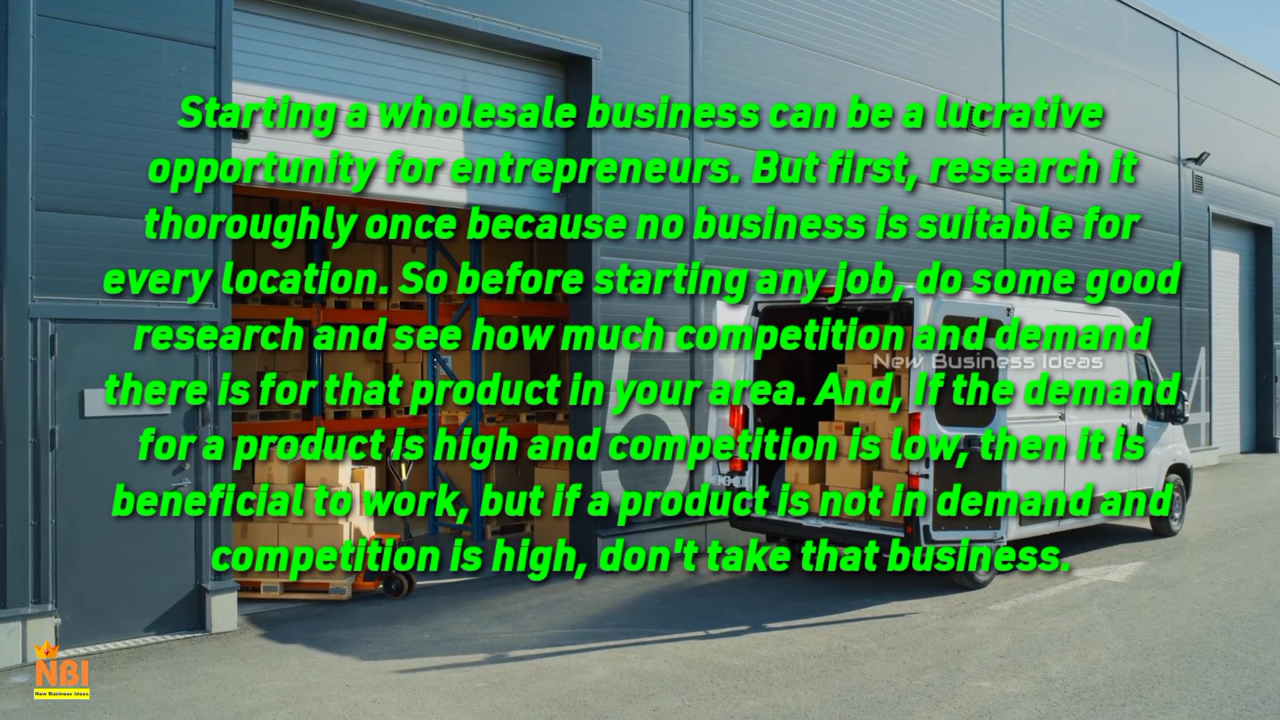 Starting a wholesale business can be a lucrative
opportunity for entrepreneurs. But first, research it
thoroughly once because no business is suitable for
every location. So before starting any job, do some good
research and see how much competition and demand
there is for that product in your area. And, If the demand
for a product is high and competition is low, then it is
beneficial to work, but if a product is not in demand and
competition is high, don't take that business.
New Business Ideas
5
4
NBI
New Business Ideas